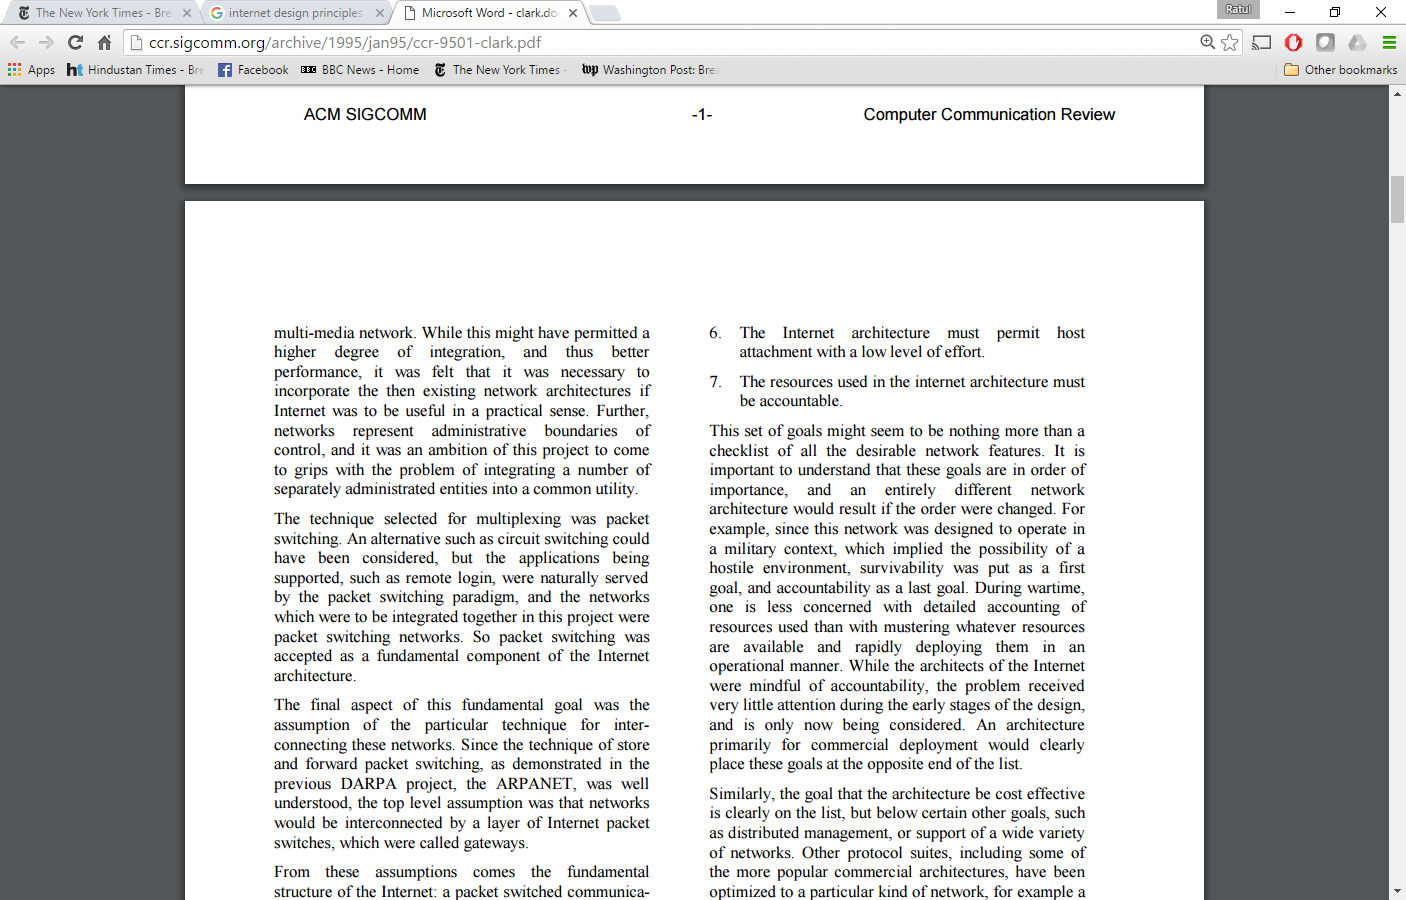 The New York Times - Bre
internet design principles
Microsoft Word - clark.do
Ratul
ccr.sigcomm.org/archive/1995/jan95/ccr-9501-clark.pdf
Apps
ht Hindustan Times - Bre
Facebook
BBC BBC News - Home
The New York Times -
wp Washington Post: Brea
Other bookmarks
ACM SIGCOMM
-1-
Computer Communication Review
multi-media network. While this might have permitted a
higher degree of integration, and thus better
performance, it was felt that it was necessary to
incorporate the then existing network architectures if
Internet was to be useful in a practical sense. Further,
networks represent administrative boundaries of
control, and it was an ambition of this project to come
to grips with the problem of integrating a number of
separately administrated entities into a common utility.
The technique selected for multiplexing was packet
switching. An alternative such as circuit switching could
have been considered, but the applications being
supported, such as remote login, were naturally served
by the packet switching paradigm, and the networks
which were to be integrated together in this project were
packet switching networks. So packet switching was
accepted as a fundamental component of the Internet
architecture.
The final aspect of this fundamental goal was the
assumption of the particular technique for inter-
connecting these networks. Since the technique of store
and forward packet switching, as demonstrated in the
previous DARPA project, the ARPANET, was well
understood, the top level assumption was that networks
would be interconnected by a layer of Internet packet
switches, which were called gateways.
From these assumptions comes the fundamental
structure of the Internet: a packet switched communica-
6. The Internet architecture must permit host
attachment with a low level of effort.
7. The resources used in the internet architecture must
be accountable.
This set of goals might seem to be nothing more than a
checklist of all the desirable network features. It is
important to understand that these goals are in order of
importance, and an entirely different network
architecture would result if the order were changed. For
example, since this network was designed to operate in
a military context, which implied the possibility of a
hostile environment, survivability was put as a first
goal, and accountability as a last goal. During wartime,
one is less concerned with detailed accounting of
resources used than with mustering whatever resources
are available and rapidly deploying them in an
operational manner. While the architects of the Internet
were mindful of accountability, the problem received
very little attention during the early stages of the design,
and is only now being considered. An architecture
primarily for commercial deployment would clearly
place these goals at the opposite end of the list.
Similarly, the goal that the architecture be cost effective
is clearly on the list, but below certain other goals, such
as distributed management, or support of a wide variety
of networks. Other protocol suites, including some of
the more popular commercial architectures, have been
optimized to a particular kind of network, for example a